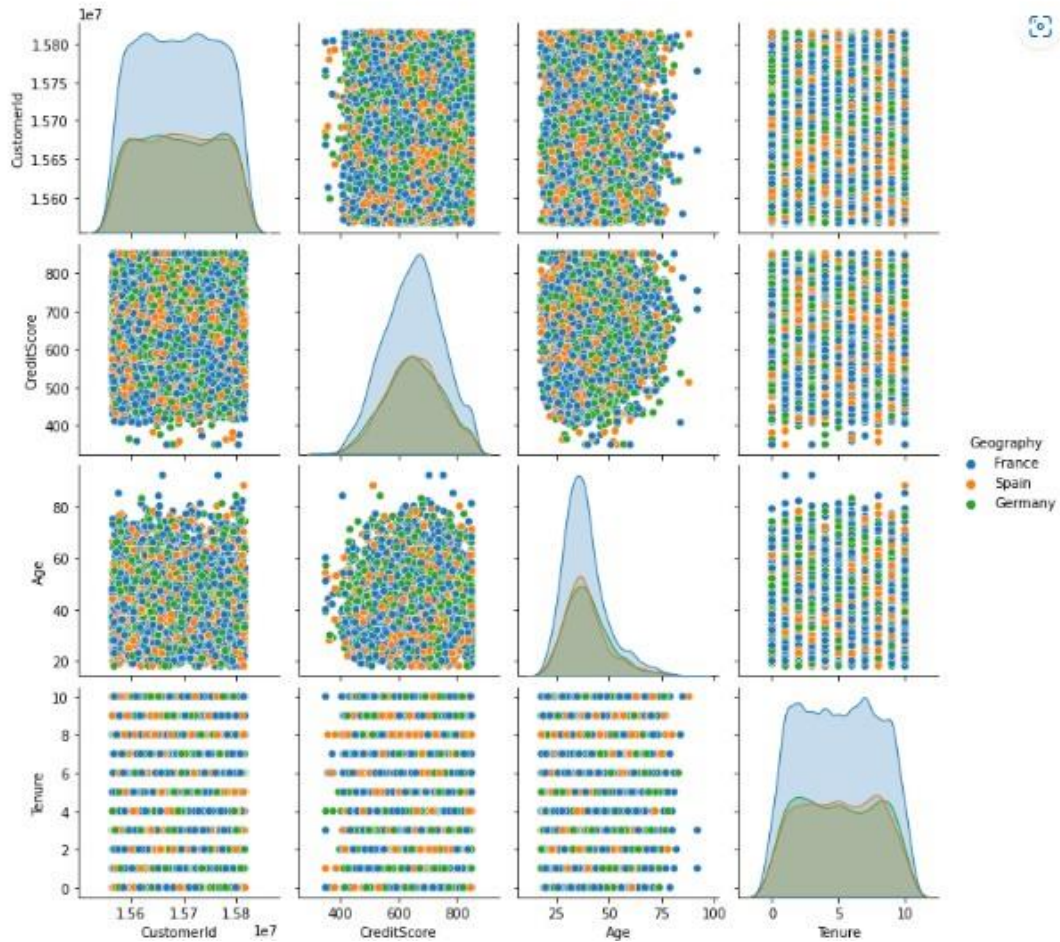 1e7
1.580
1.575
1.570
1.565
1.560
CustomerId
800
700
600
500
400
CreditScore
Geography
France
Spain
Germany
80
60
40
20
Age
10
8
6
4
2
0
Tenure
1.56 1.57 1.58
1e7
400 600 800
25 50 75 100
0 5 10
CustomerId CreditScore Age Tenure